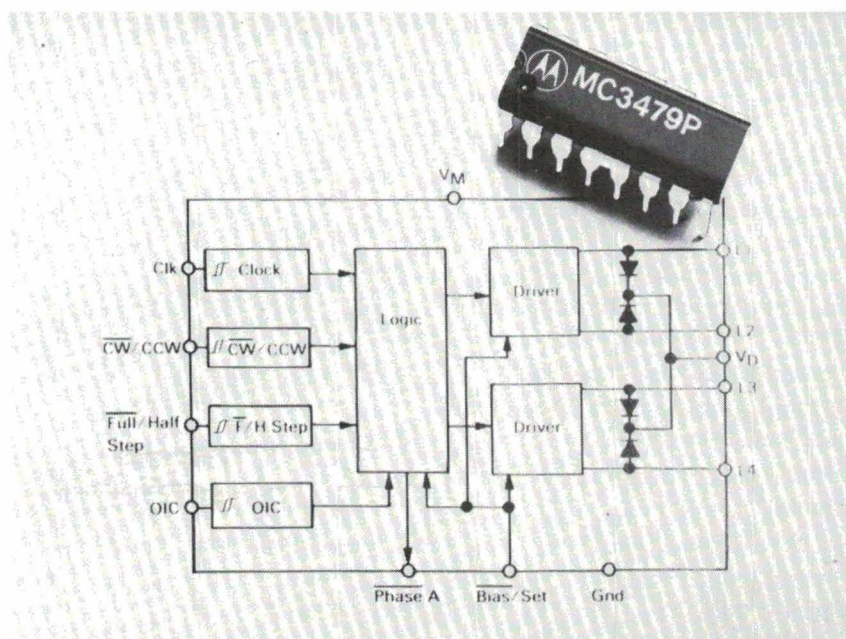 MC3479P
VM
Clk
Clock
Logic
Driver
L1
L2
CW/CCW
CW/CCW
VD
L3
Full/Half
Step
F/H Step
Driver
L4
OIC
OIC
Phase A
Bias/Set
Gnd